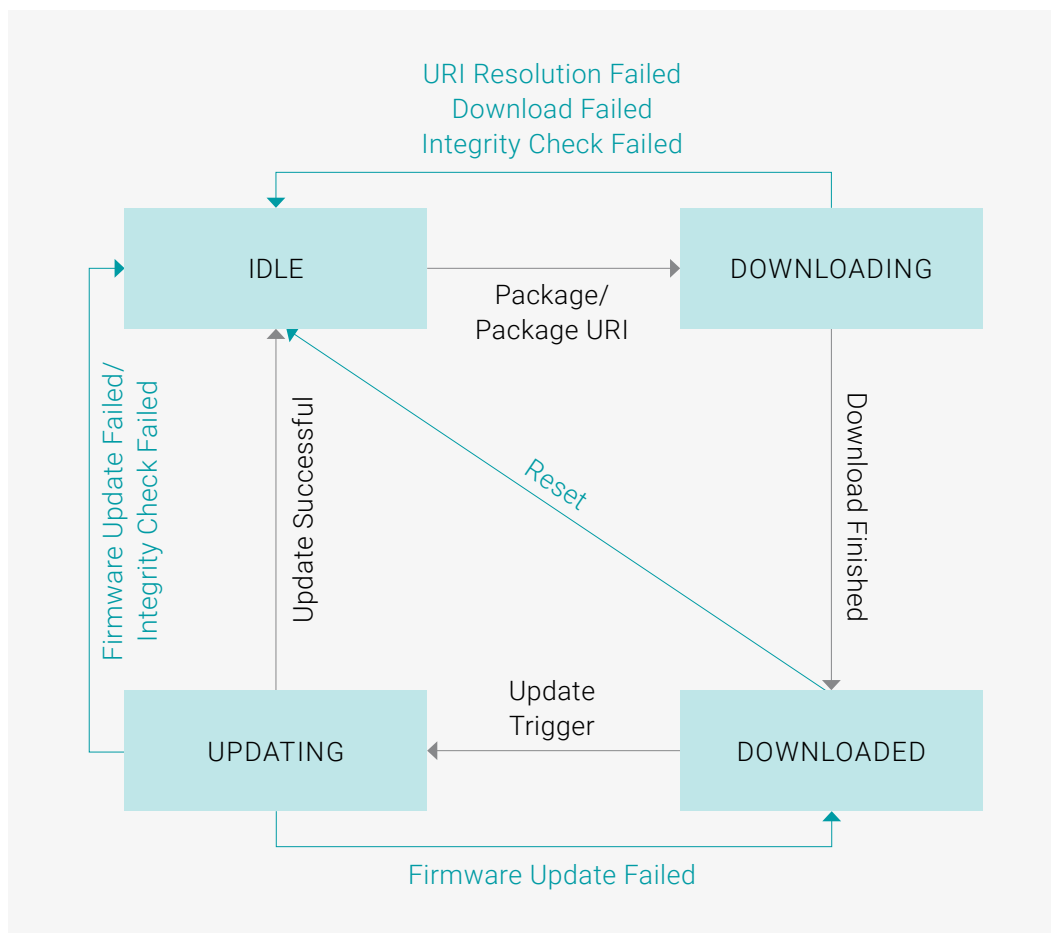 URI Resolution Failed
Download Failed
Integrity Check Failed
IDLE
DOWNLOADING
Package/
Package URI
Firmware Update Failed/
Integrity Check Failed
Update Successful
Reset
Download Finished
Update
Trigger
UPDATING
DOWNLOADED
Firmware Update Failed